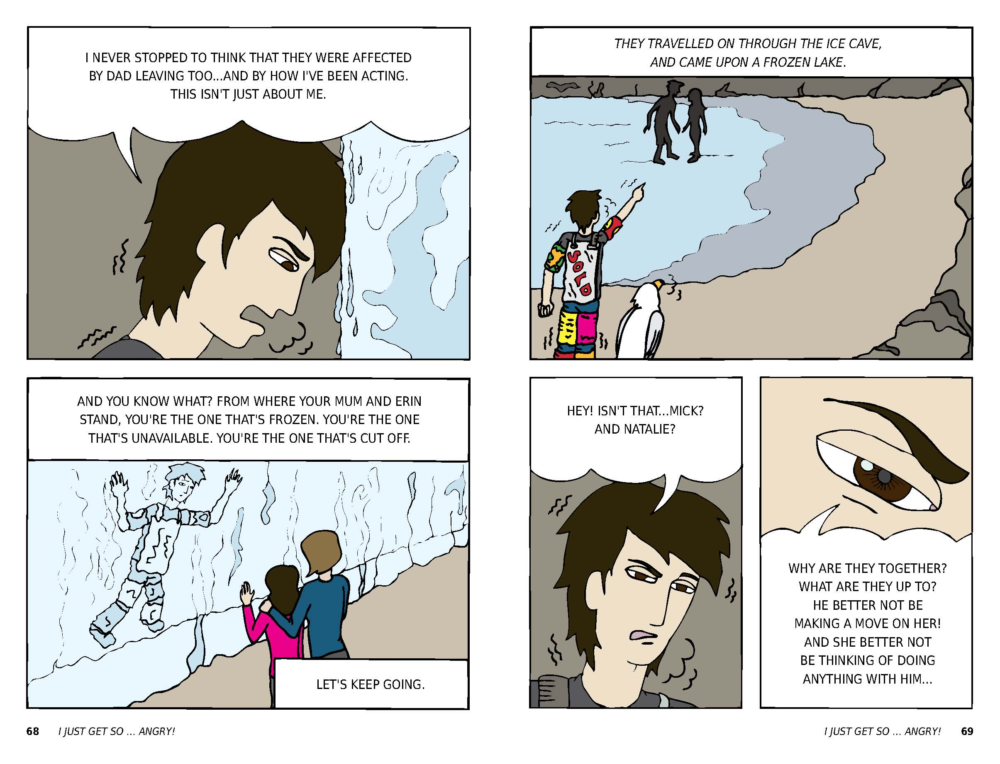 I NEVER STOPPED TO THINK THAT THEY WERE AFFECTED
BY DAD LEAVING TOO...AND BY HOW I'VE BEEN ACTING.
THIS ISN'T JUST ABOUT ME.
AND YOU KNOW WHAT? FROM WHERE YOUR MUM AND ERIN
STAND, YOU'RE THE ONE THAT'S FROZEN. YOU'RE THE ONE
THAT'S UNAVAILABLE. YOU'RE THE ONE THAT'S CUT OFF.
LET'S KEEP GOING.
68 I JUST GET SO ... ANGRY!
THEY TRAVELLED ON THROUGH THE ICE CAVE,
AND CAME UPON A FROZEN LAKE.
SOLD
HEY! ISN'T THAT...MICK?
AND NATALIE?
WHY ARE THEY TOGETHER?
WHAT ARE THEY UP TO?
HE BETTER NOT BE
MAKING A MOVE ON HER!
AND SHE BETTER NOT
BE THINKING OF DOING
ANYTHING WITH HIM...
I JUST GET SO ... ANGRY! 69